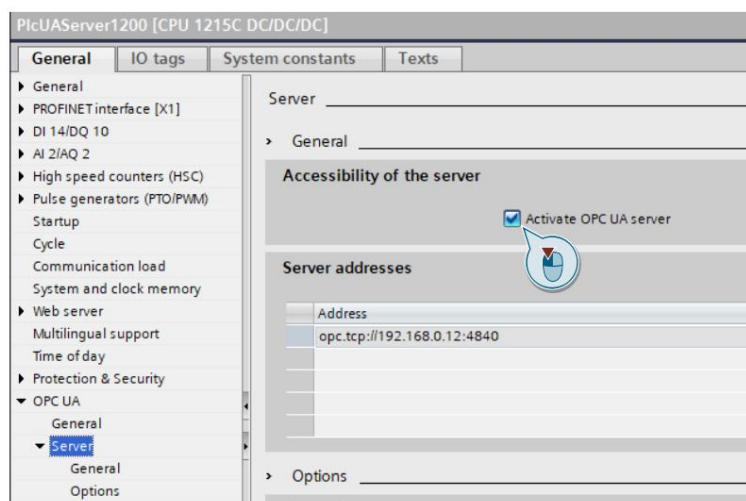 PlcUAServer1200 [CPU 1215C DC/DC/DC]
General IO tags System constants Texts
General
PROFINET interface [X1]
DI 14/DQ 10
AI 2/AQ 2
High speed counters (HSC)
Pulse generators (PTO/PWM)
Startup
Cycle
Communication load
System and clock memory
Web server
Multilingual support
Time of day
Protection & Security
OPC UA
General
Server
General
Options
Server
General
Accessibility of the server
Activate OPC UA server
Server addresses
Address
opc.tcp://192.168.0.12:4840
Options